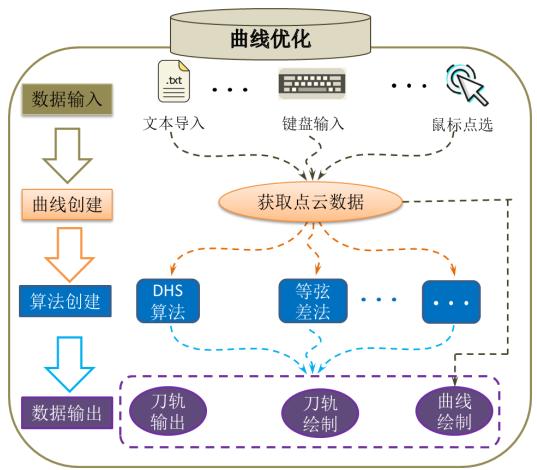 曲线优化
数据输入
.txt
• • •
• • •
文本导入
键盘输入
鼠标点选
曲线创建
获取点云数据
算法创建
DHS
算法
等弦
差法
• • •
• • •
数据输出
刀轨
输出
刀轨
绘制
曲线
绘制